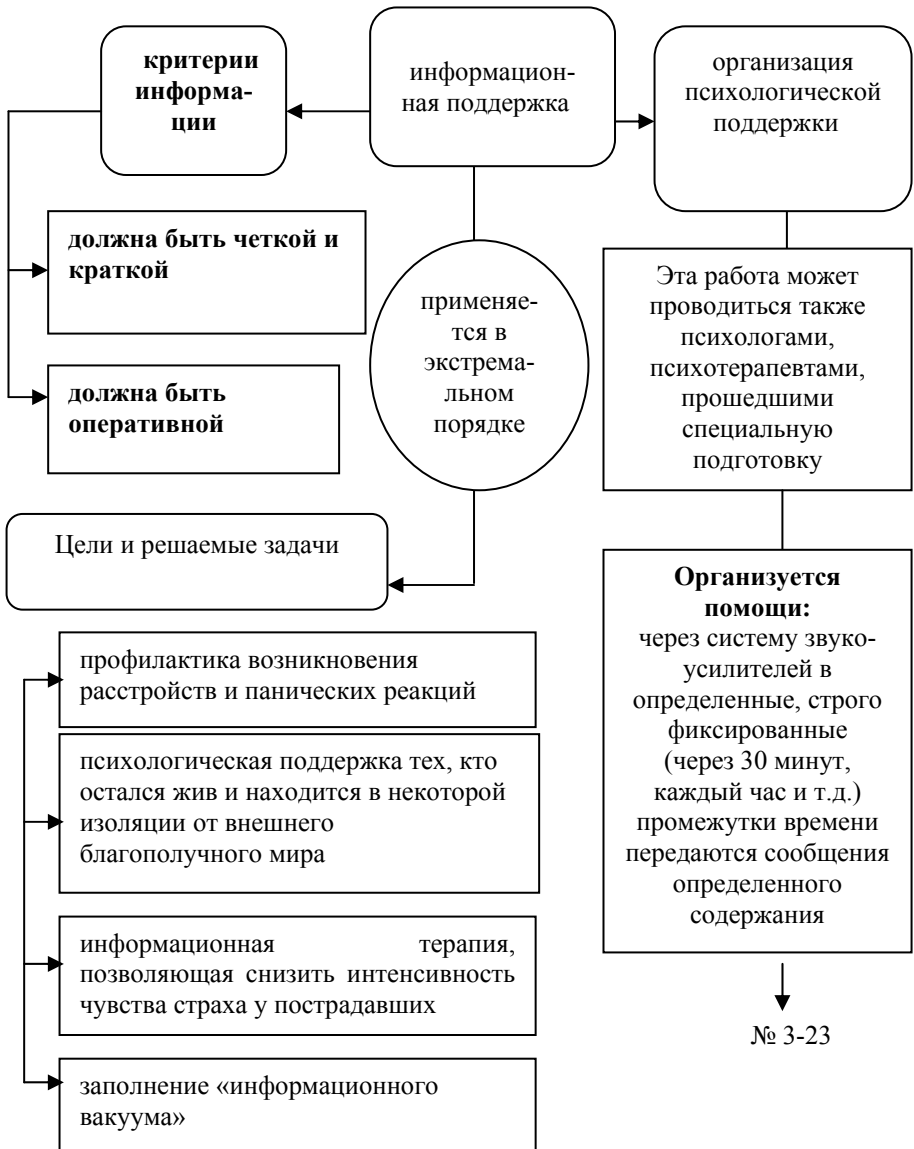 критерии
информа-
ции
информацион-
ная поддержка
организация
психологической
поддержки
должна быть четкой и
краткой
должна быть
оперативной
применяе-
тся в
экстрема-
льном
порядке
Эта работа может
проводиться также
психологами,
психотерапевтами,
прошедшими
специальную
подготовку
Цели и решаемые задачи
профилактика возникновения
расстройств и панических реакций
психологическая поддержка тех, кто
остался жив и находится в некоторой
изоляции от внешнего
благополучного мира
информационная терапия,
позволяющая снизить интенсивность
чувства страха у пострадавших
заполнение «информационного
вакуума»
Организуется
помощи:
через систему звуко-
усилителей в
определенные, строго
фиксированные
(через 30 минут,
каждый час и т.д.)
промежутки времени
передаются сообщения
определенного
содержания
№ 3-23